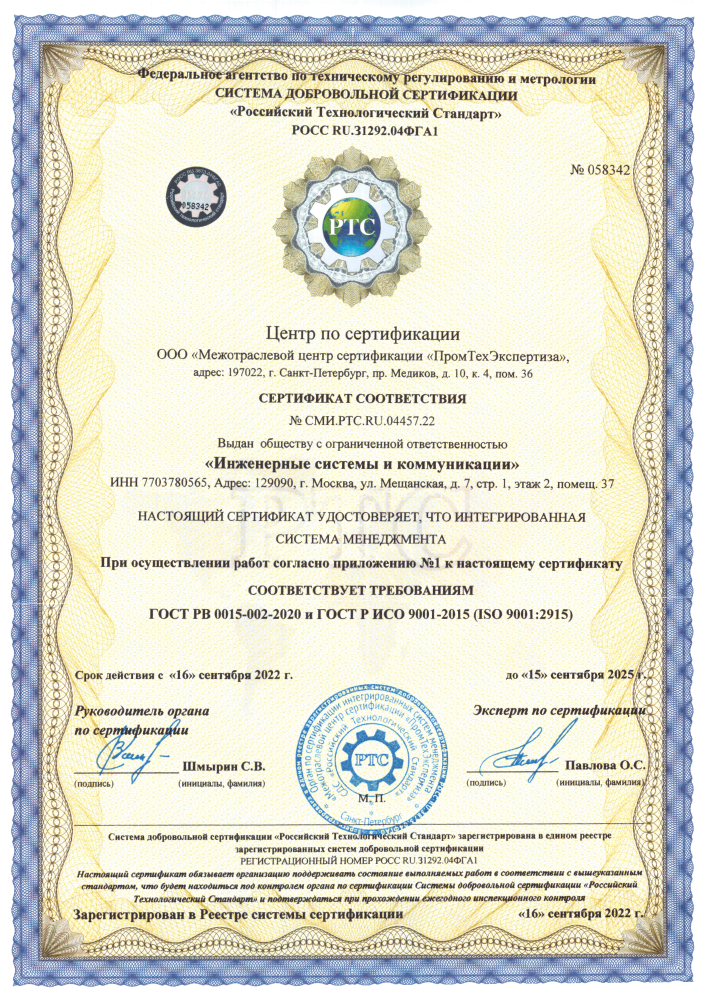 Федеральное агентство по техническому регулированию и метрологии
СИСТЕМА ДОБРОВОЛЬНОЙ СЕРТИФИКАЦИИ
«Российский Технологический Стандарт»
РОСС RU.31292.04ФГА1
№ 058342
058342
РТС
Центр по сертификации
ООО «Межотраслевой центр сертификации «ПромТехЭкспертиза»,
адрес: 197022, г. Санкт-Петербург, пр. Медиков, д. 10, к. 4, пом. 36
СЕРТИФИКАТ СООТВЕТСТВИЯ
№ СМИ.РТС.RU.04457.22
Выдан обществу с ограниченной ответственностью
«Инженерные системы и коммуникации»
ИНН 7703780565, Адрес: 129090, г. Москва, ул. Мещанская, д. 7, стр. 1, этаж 2, помещ. 37
НАСТОЯЩИЙ СЕРТИФИКАТ УДОСТОВЕРЯЕТ, ЧТО ИНТЕГРИРОВАННАЯ
СИСТЕМА МЕНЕДЖМЕНТА
При осуществлении работ согласно приложению №1 к настоящему сертификату
СООТВЕТСТВУЕТ ТРЕБОВАНИЯМ
ГОСТ РВ 0015-002-2020 и ГОСТ Р ИСО 9001-2015 (ISO 9001:2915)
Срок действия с «16» сентября 2022 г. до «15» сентября 2025 г.
Руководитель органа
по сертификации
Эксперт по сертификации
Шмырин С.В.
Павлова О.С.
(подпись) (инициалы, фамилия)
(подпись) (инициалы, фамилия)
Орган по сертификации интегрированных систем менеджмента
«Межотраслевой центр сертификации «ПромТехЭкспертиза»
СДС «Российский Технологический Стандарт»
РТС
Санкт-Петербург
М. П.
Система добровольной сертификации «Российский Технологический Стандарт» зарегистрирована в едином реестре
зарегистрированных систем добровольной сертификации
РЕГИСТРАЦИОННЫЙ НОМЕР РОСС RU.31292.04ФГА1
Настоящий сертификат обязывает организацию поддерживать состояние выполняемых работ в соответствии с вышеуказанным
стандартом, что будет находиться под контролем органа по сертификации Системы добровольной сертификации «Российский
Технологический Стандарт» и подтверждаться при прохождении ежегодного инспекционного контроля
Зарегистрирован в Реестре системы сертификации «16» сентября 2022 г.